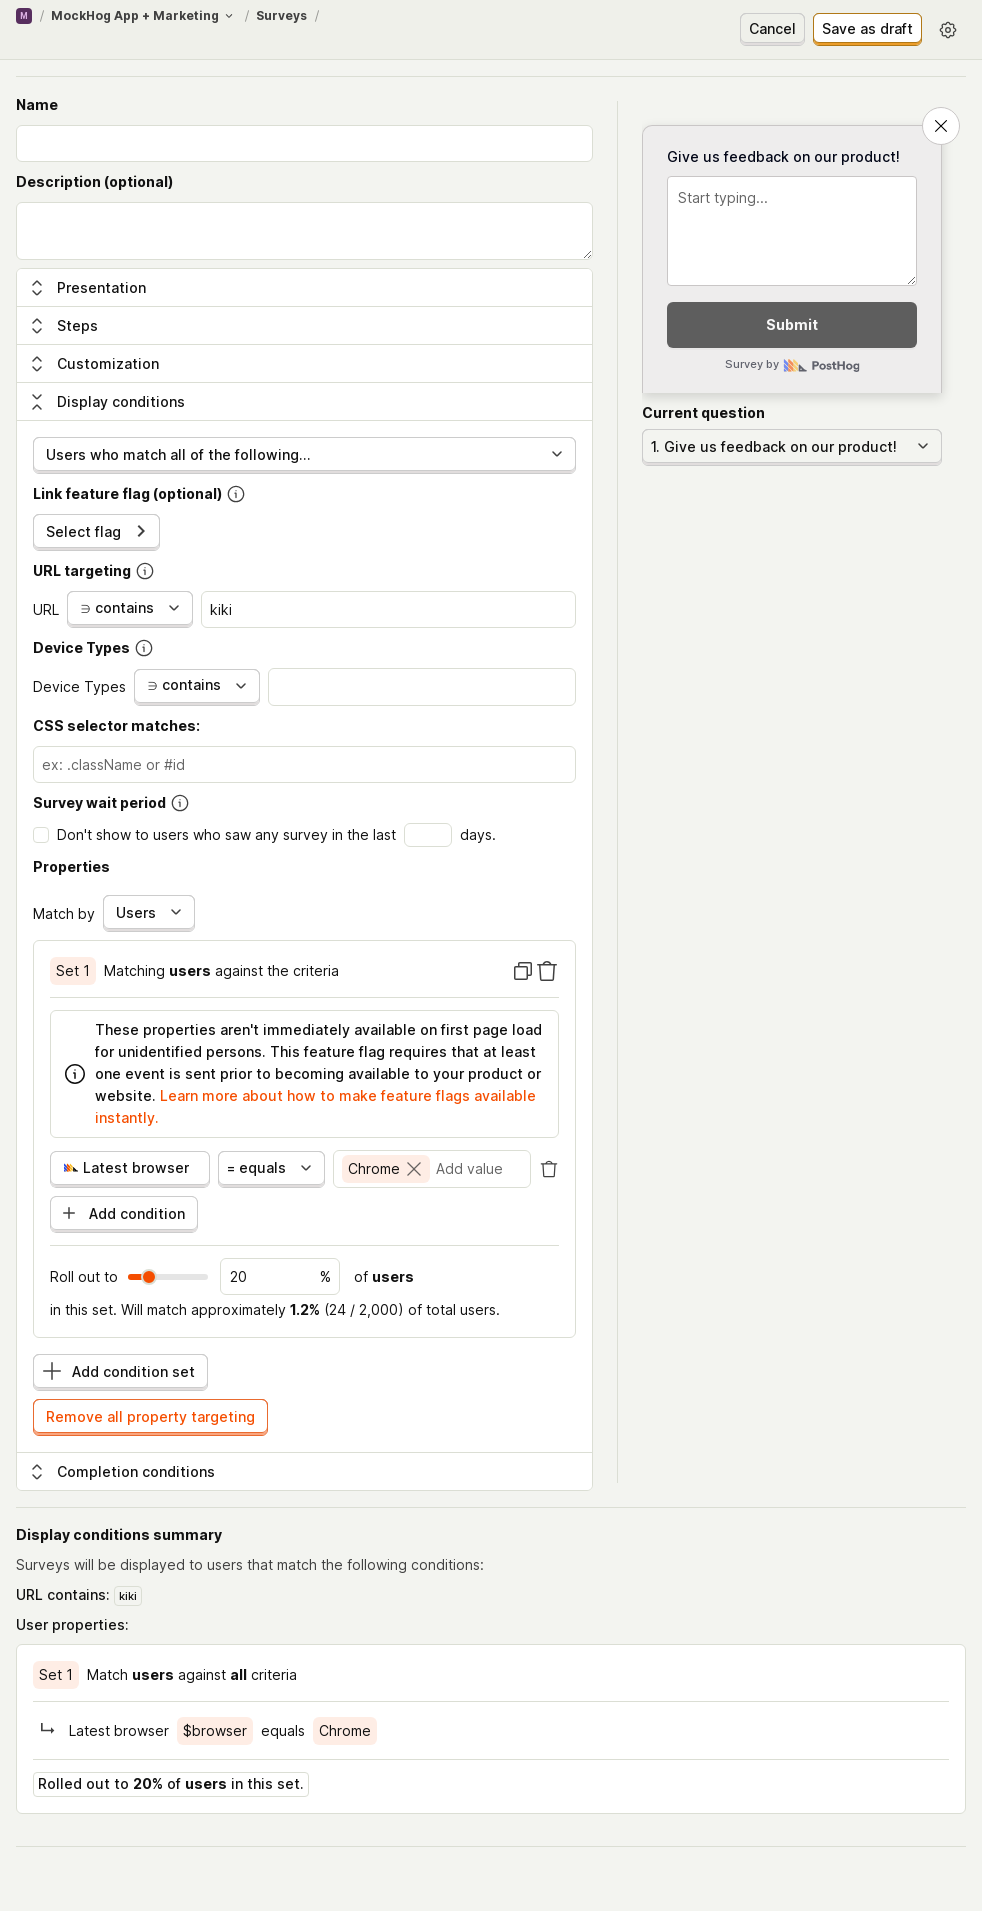 M / MockHog App + Marketing / Surveys /
Cancel
Save as draft
Name
Description (optional)
Presentation
Steps
Customization
Display conditions
Users who match all of the following...
Link feature flag (optional)
Select flag
URL targeting
URL ∋ contains kiki
Device Types
Device Types ∋ contains
CSS selector matches:
ex: .className or #id
Survey wait period
Don't show to users who saw any survey in the last days.
Properties
Match by Users
Set 1 Matching users against the criteria
These properties aren't immediately available on first page load
for unidentified persons. This feature flag requires that at least
one event is sent prior to becoming available to your product or
website. Learn more about how to make feature flags available
instantly.
Latest browser = equals Chrome Add value
Add condition
Roll out to 20 % of users
in this set. Will match approximately 1.2% (24 / 2,000) of total users.
Add condition set
Remove all property targeting
Completion conditions
Give us feedback on our product!
Start typing...
Submit
Survey by PostHog
Current question
1. Give us feedback on our product!
Display conditions summary
Surveys will be displayed to users that match the following conditions:
URL contains: kiki
User properties:
Set 1 Match users against all criteria
Latest browser $browser equals Chrome
Rolled out to 20% of users in this set.